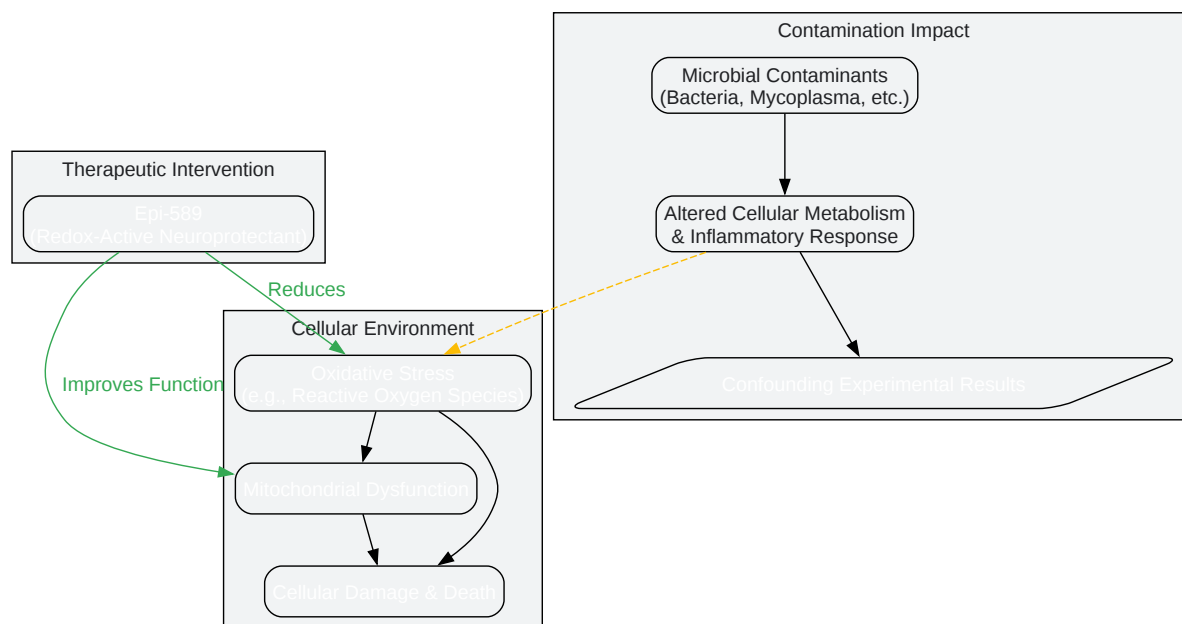 Contamination Impact
Microbial Contaminants
(Bacteria, Mycoplasma, etc.)
Therapeutic Intervention
Epi-589
(Redox-Active Neuroprotectant)
Altered Cellular Metabolism
& Inflammatory Response
Reduces
Cellular Environment
Improves Function
Oxidative Stress
(e.g., Reactive Oxygen Species)
Confounding Experimental Results
Mitochondrial Dysfunction
Cellular Damage & Death